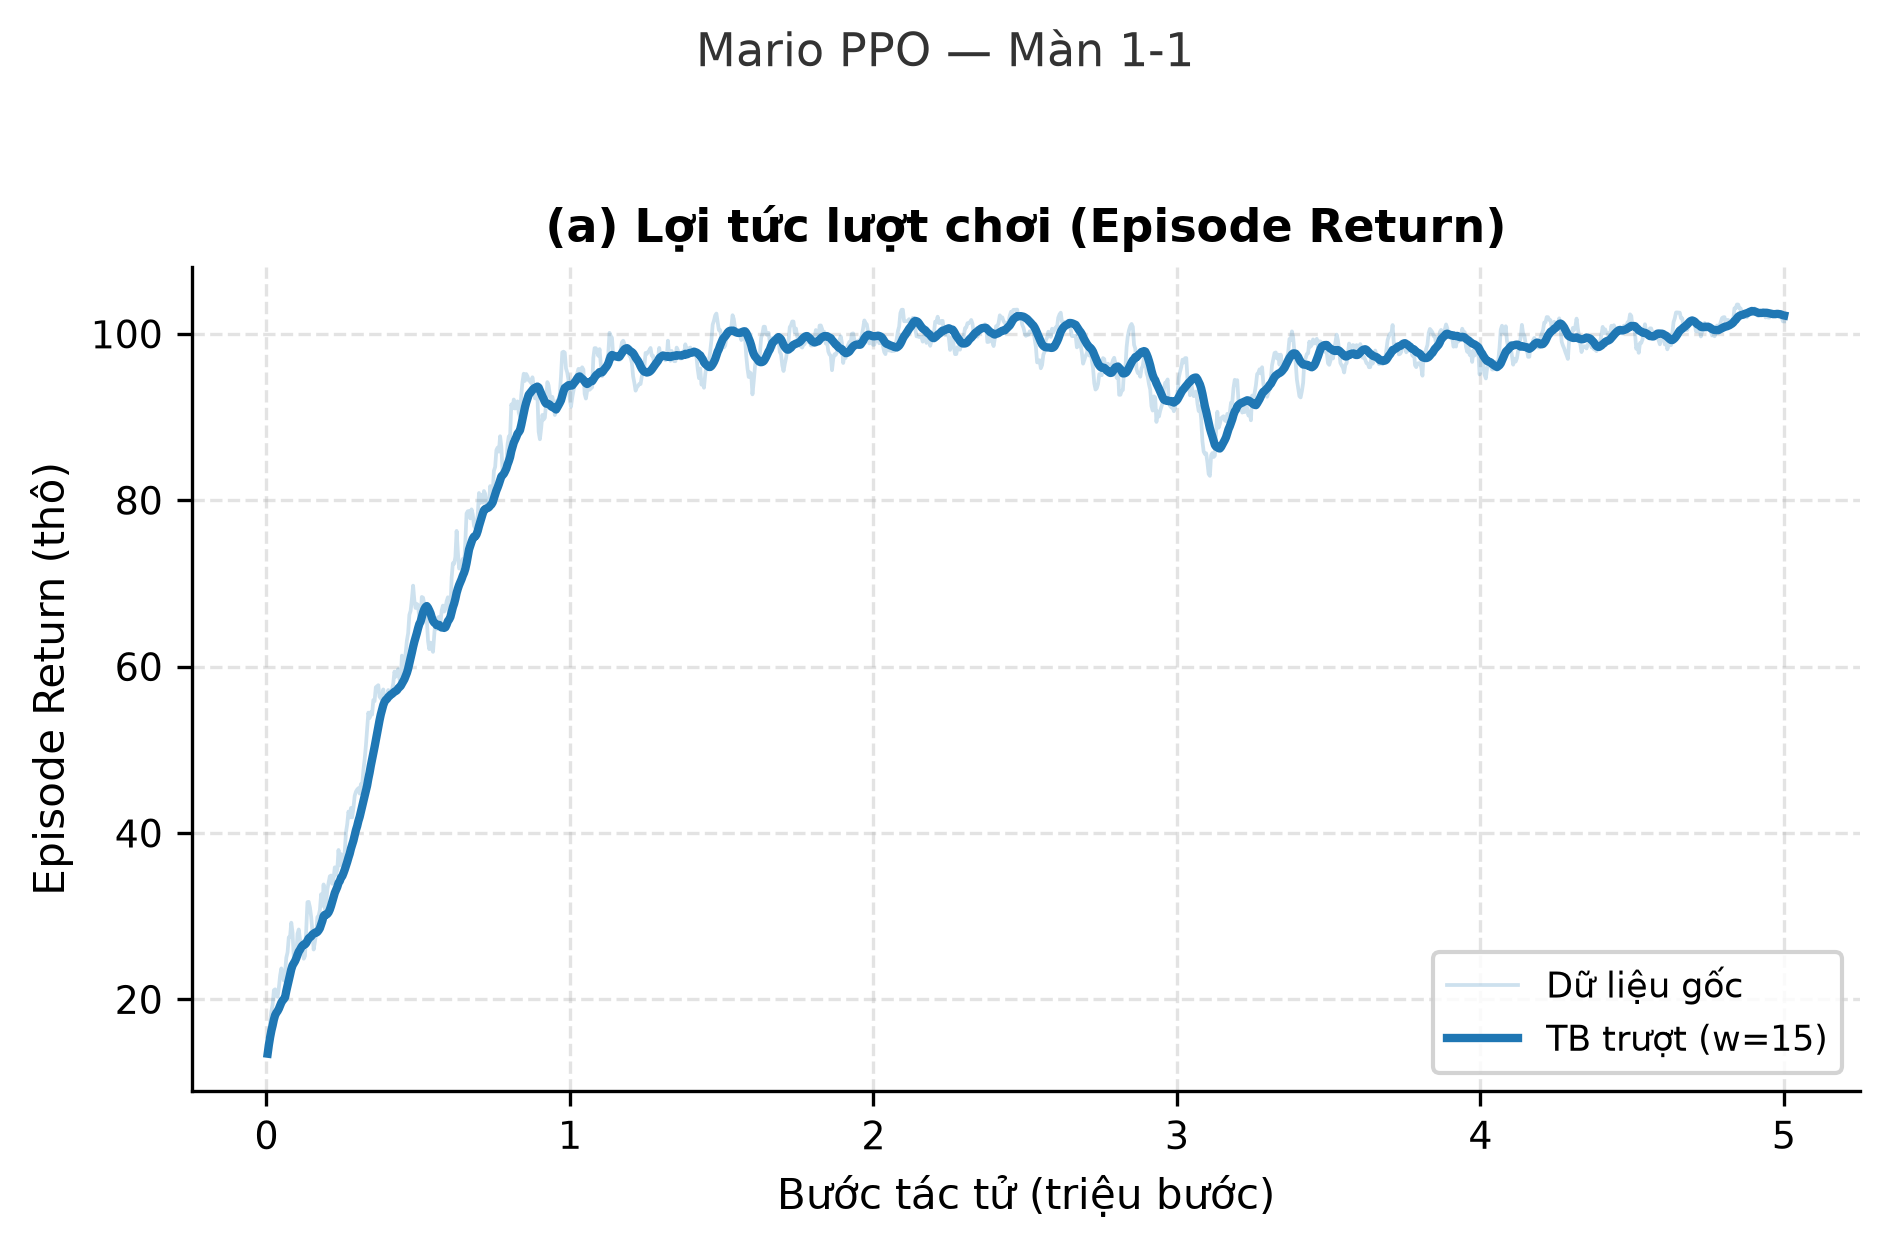 Mario PPO — Màn 1-1
(a) Lợi tức lượt chơi (Episode Return)
Episode Return (thô)
100
80
60
40
20
0 1 2 3 4 5
Bước tác tử (triệu bước)
Dữ liệu gốc
TB trượt (w=15)